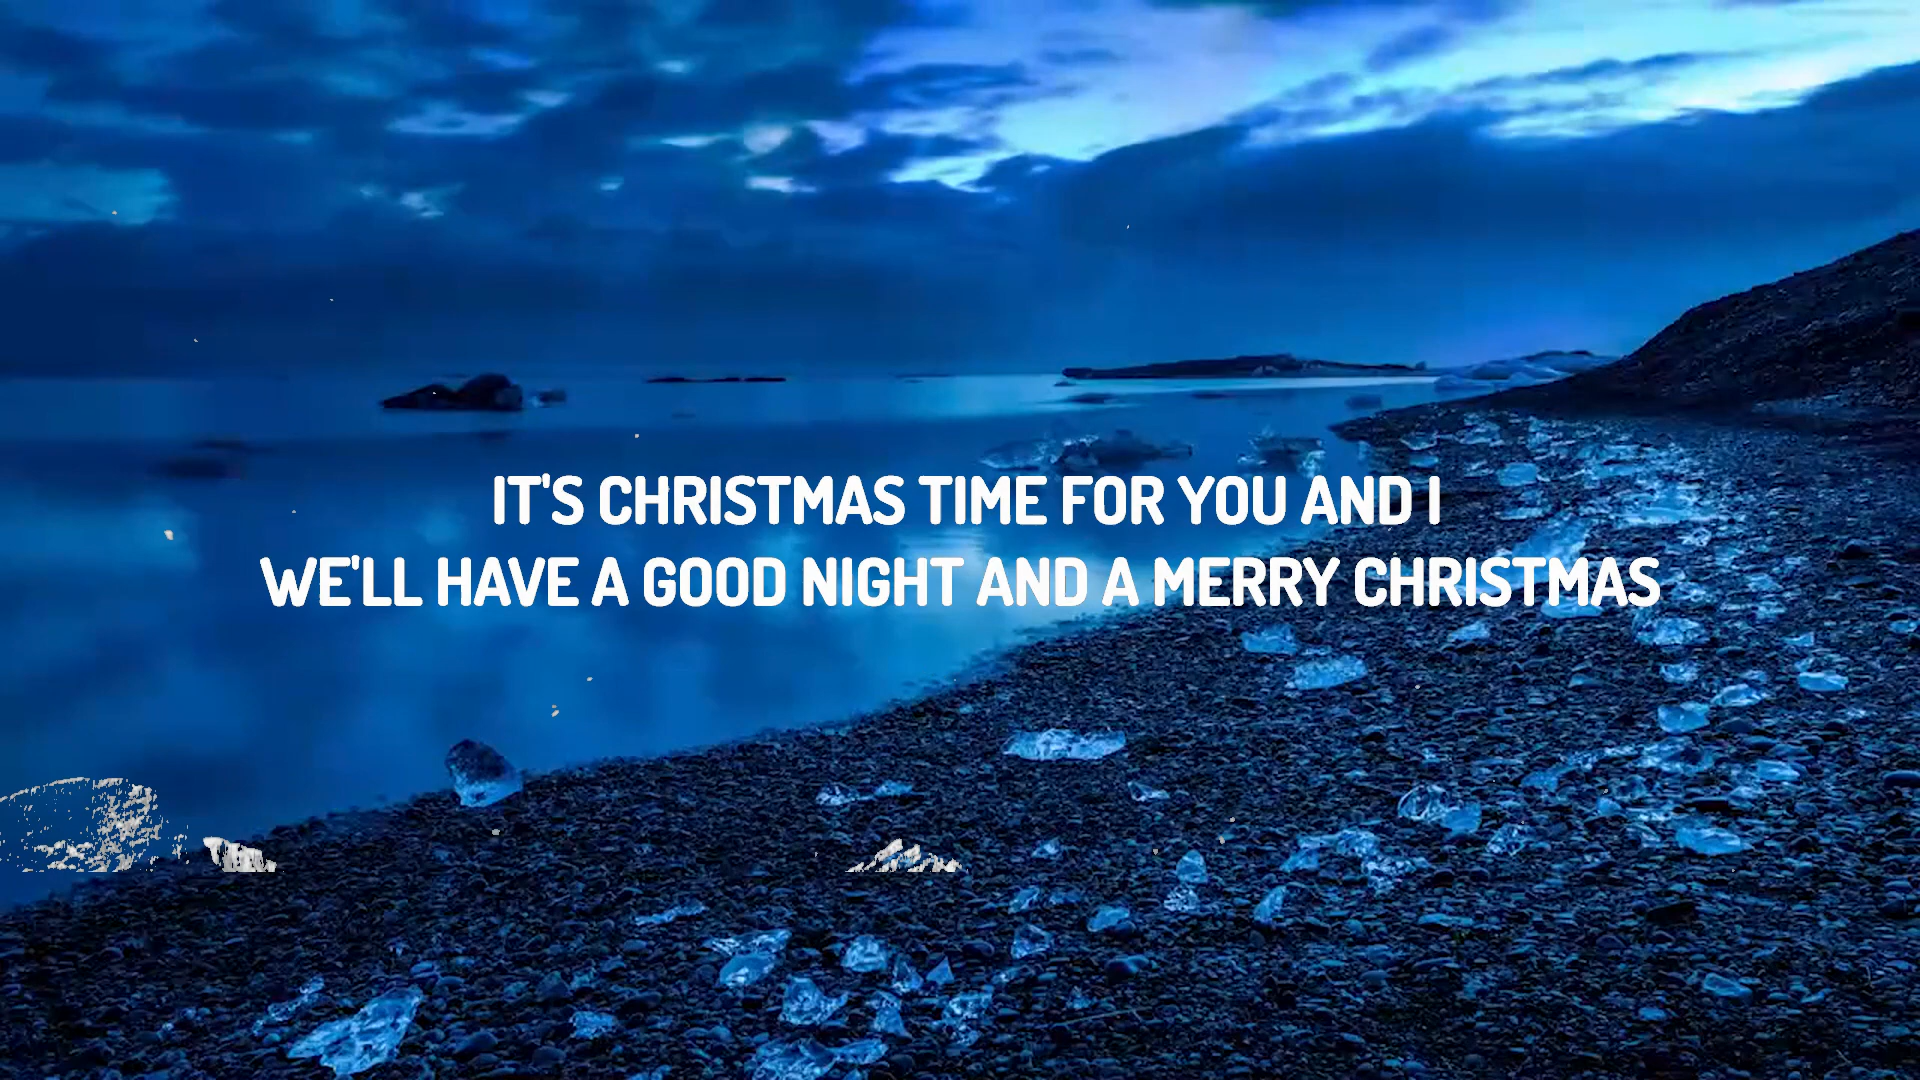 IT'S CHRISTMAS TIME FOR YOU AND I
WE'LL HAVE A GOOD NIGHT AND A MERRY CHRISTMAS